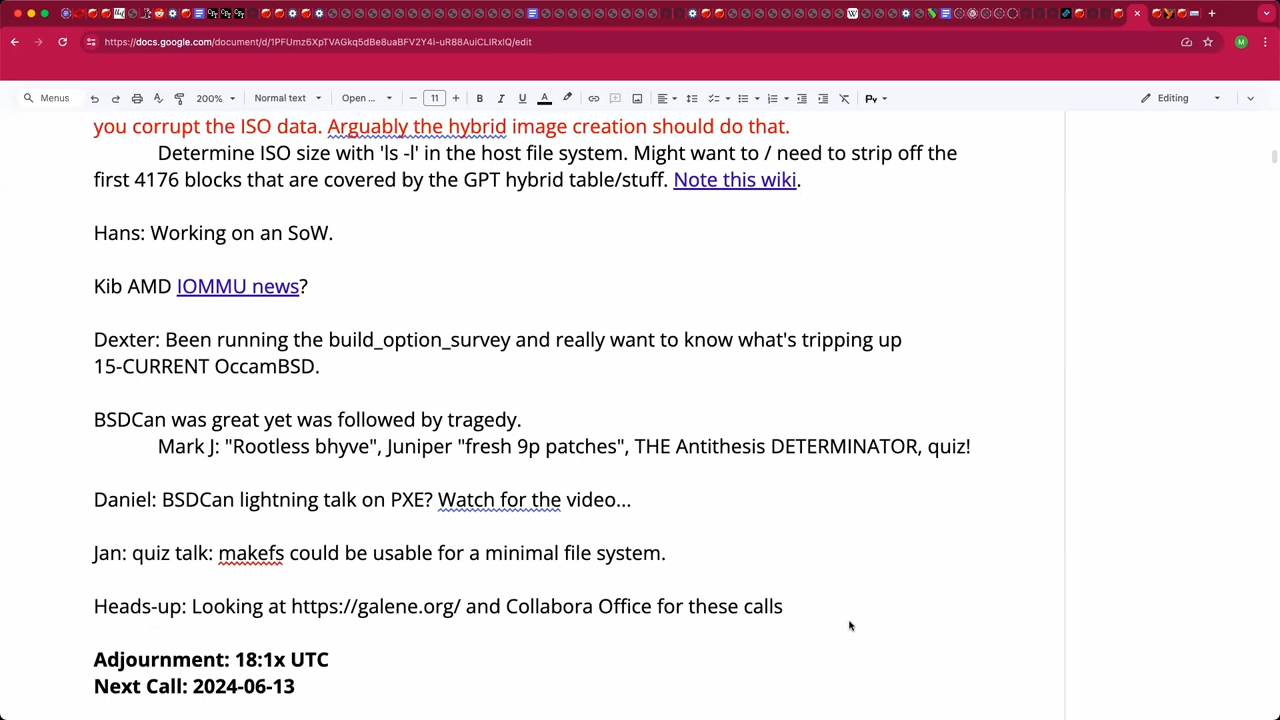 https://docs.google.com/document/d/1PFUmz6XpTVAGkq5dBe8uaBFV2Y4i-uR88AuiCLIRxlQ/edit
M
Menus
200%
Normal text
Open ...
11
Editing
you corrupt the ISO data. Arguably the hybrid image creation should do that.
Determine ISO size with 'ls -l' in the host file system. Might want to / need to strip off the
first 4176 blocks that are covered by the GPT hybrid table/stuff. Note this wiki.
Hans: Working on an SoW.
Kib AMD IOMMU news?
Dexter: Been running the build_option_survey and really want to know what's tripping up
15-CURRENT OccamBSD.
BSDCan was great yet was followed by tragedy.
Mark J: "Rootless bhyve", Juniper "fresh 9p patches", THE Antithesis DETERMINATOR, quiz!
Daniel: BSDCan lightning talk on PXE? Watch for the video...
Jan: quiz talk: makefs could be usable for a minimal file system.
Heads-up: Looking at https://galene.org/ and Collabora Office for these calls
Adjournment: 18:1x UTC
Next Call: 2024-06-13